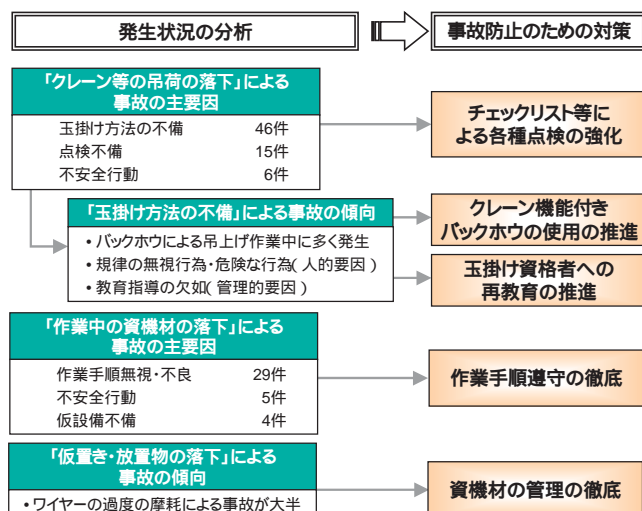 発生状況の分析
事故防止のための対策
「クレーン等の吊荷の落下」による
事故の主要因
玉掛け方法の不備 46件
点検不備 15件
不安全行動 6件
チェックリスト等に
よる各種点検の強化
「玉掛け方法の不備」による事故の傾向
・バックホウによる吊上げ作業中に多く発生
・規律の無視行為・危険な行為(人的要因)
・教育指導の欠如(管理的要因)
クレーン機能付き
バックホウの使用の推進
玉掛け資格者への
再教育の推進
「作業中の資機材の落下」による
事故の主要因
作業手順無視・不良 29件
不安全行動 5件
仮設備不備 4件
作業手順遵守の徹底
「仮置き・放置物の落下」による
事故の傾向
・ワイヤーの過度の摩耗による事故が大半
資機材の管理の徹底